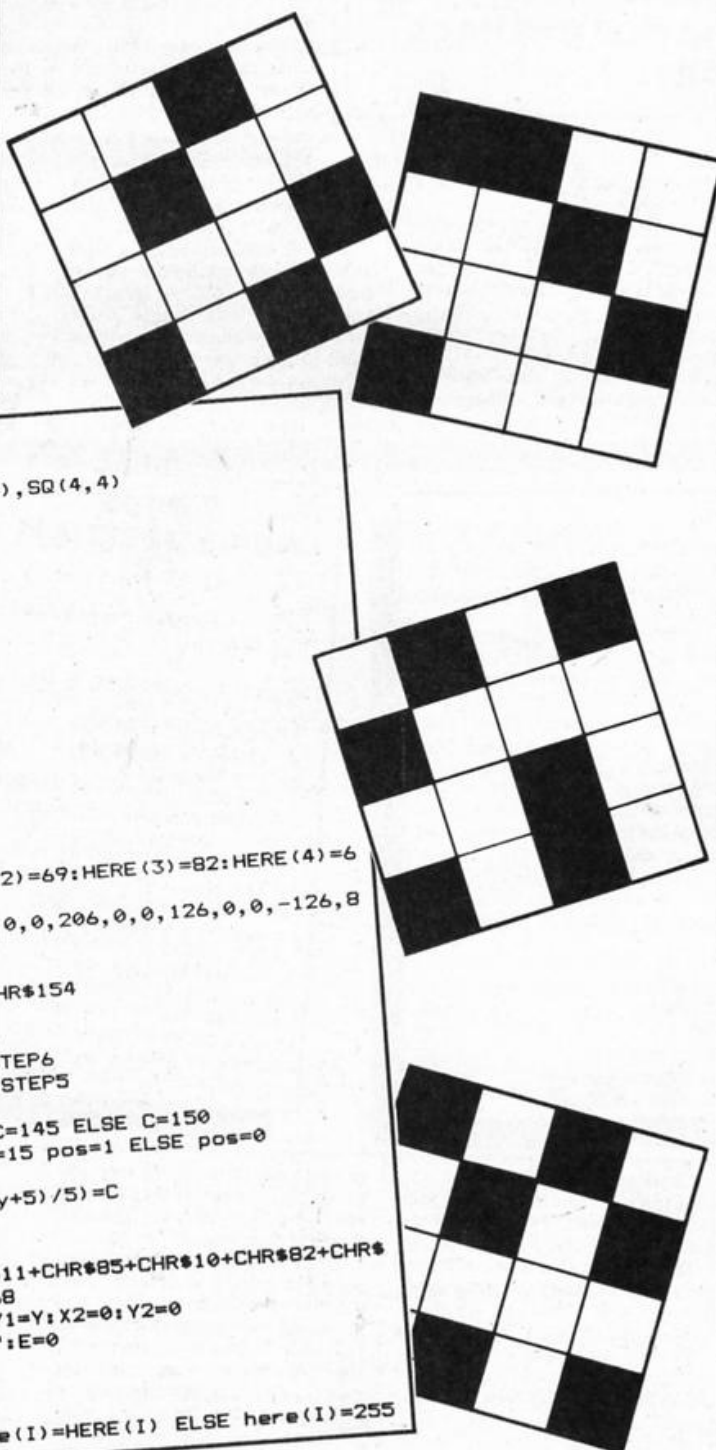 ),SQ(4,4)
2)=69:HERE(3)=82:HERE(4)=6
0,0,206,0,0,126,0,0,-126,8
HR$154
TEP6
STEP5
C=145 ELSE C=150
=15 pos=1 ELSE pos=0
y+5)/5)=C
11+CHR$85+CHR$10+CHR$82+CHR$
68
Y1=Y:X2=0:Y2=0
:E=0
e(I)=HERE(I) ELSE here(I)=255